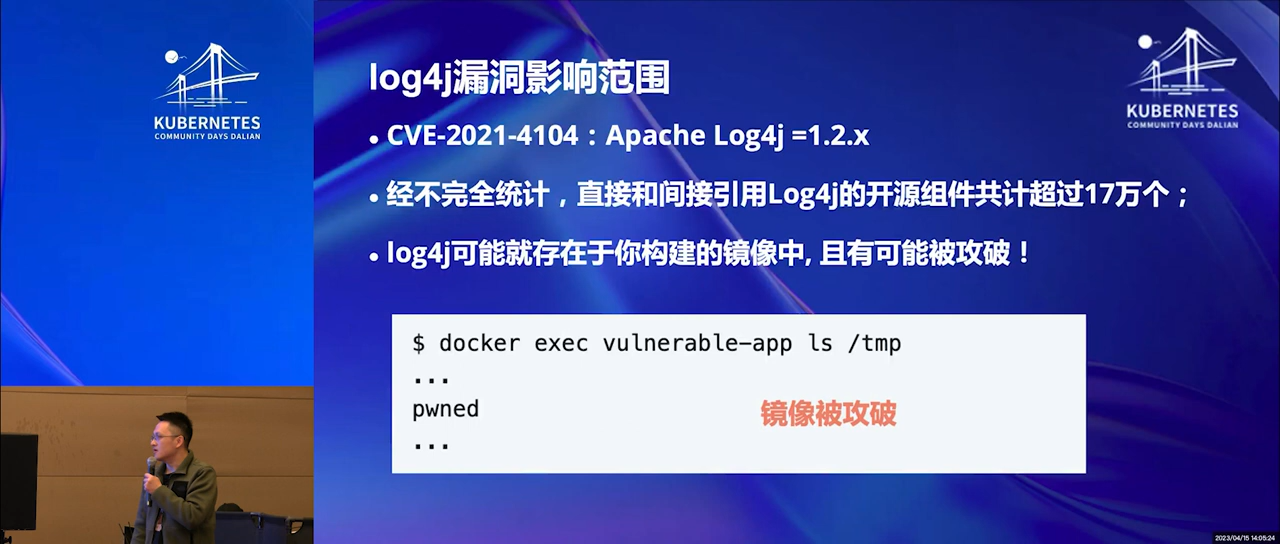 KUBERNETES
COMMUNITY DAYS DALIAN
KUBERNETES
COMMUNITY DAYS DALIAN
log4j漏洞影响范围
• CVE-2021-4104：Apache Log4j =1.2.x
• 经不完全统计，直接和间接引用Log4j的开源组件共计超过17万个；
• log4j可能就存在于你构建的镜像中, 且有可能被攻破！
$ docker exec vulnerable-app ls /tmp
...
pwned
镜像被攻破
...
2023/04/15 14:05:24